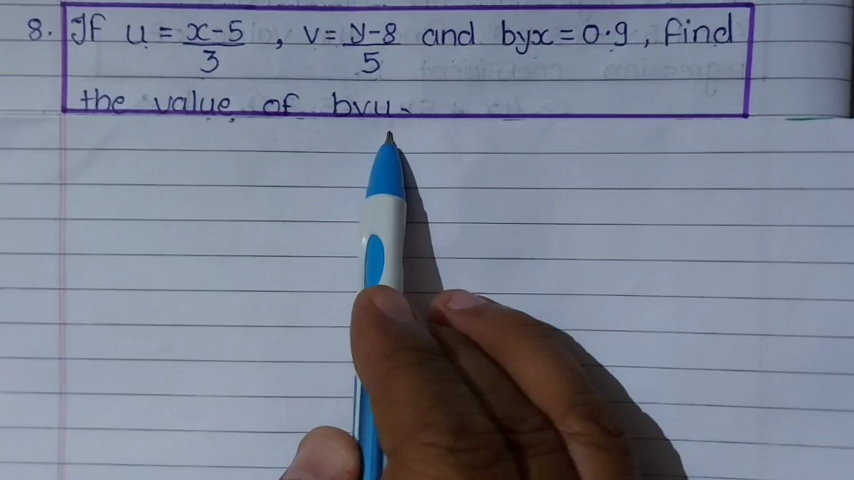 8. If u = x-5/3 , v = y-8/5 and byx = 0.9, find
the value of bvu.